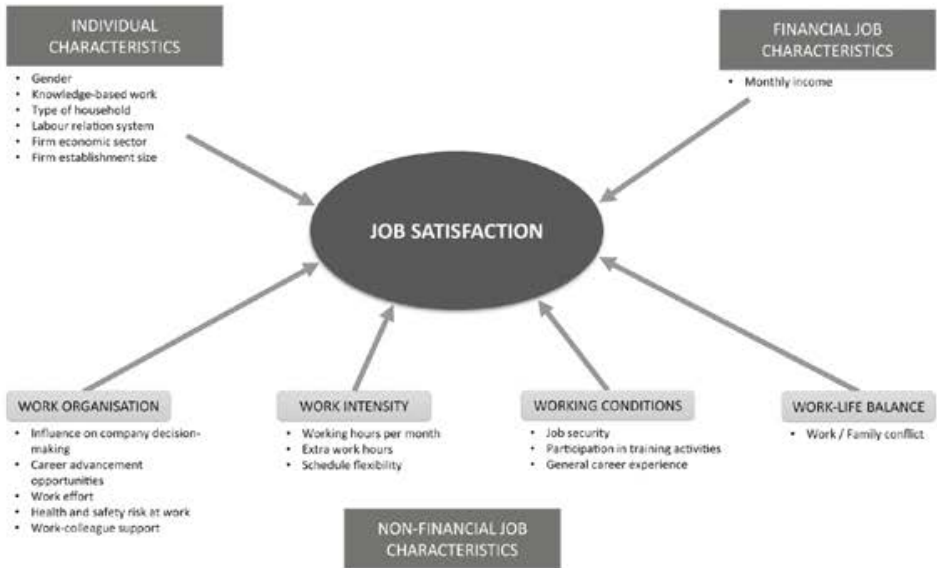 INDIVIDUAL
CHARACTERISTICS
• Gender
• Knowledge-based work
• Type of household
• Labour relation system
• Firm economic sector
• Firm establishment size
FINANCIAL JOB
CHARACTERISTICS
• Monthly income
JOB SATISFACTION
WORK ORGANISATION
• Influence on company decision-
making
• Career advancement
opportunities
• Work effort
• Health and safety risk at work
• Work-colleague support
WORK INTENSITY
• Working hours per month
• Extra work hours
• Schedule flexibility
WORKING CONDITIONS
• Job security
• Participation in training activities
• General career experience
WORK-LIFE BALANCE
• Work / Family conflict
NON-FINANCIAL JOB
CHARACTERISTICS